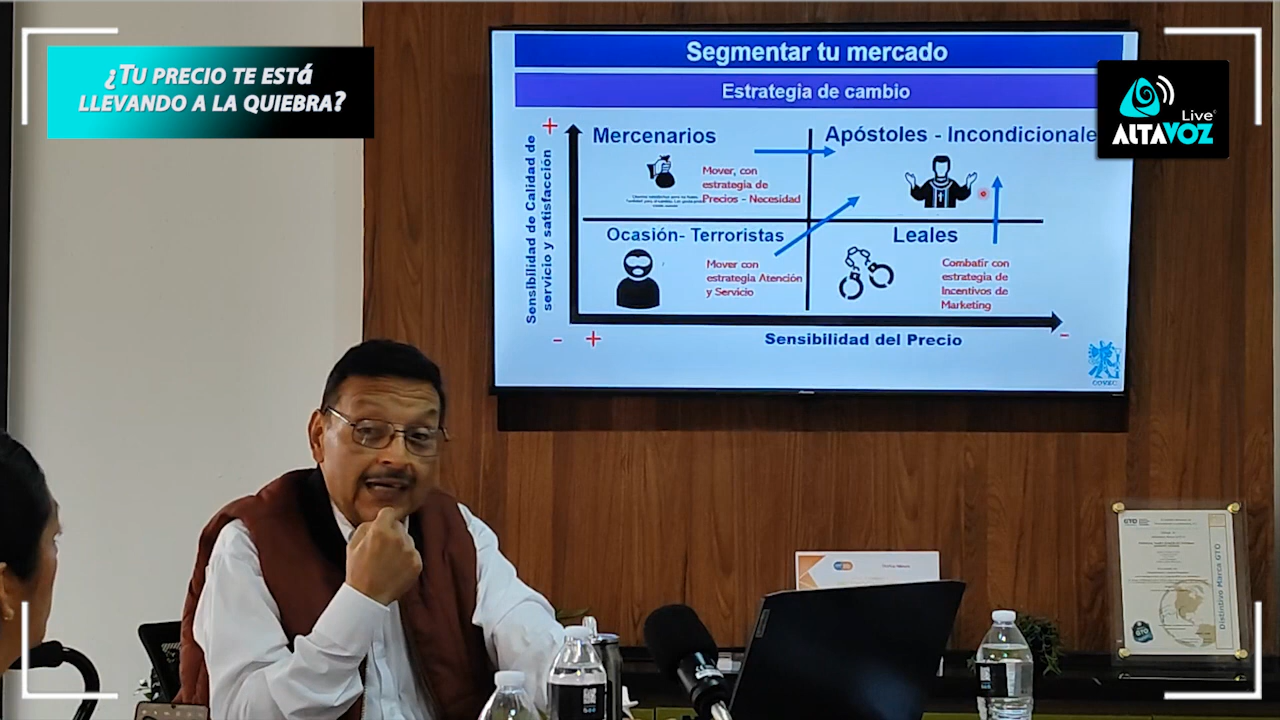 ¿Tu precio te está
llevando a la quiebra?
Segmentar tu mercado
Estrategia de cambio
Live
ALTAVOZ
Sensibilidad de Calidad de
servicio y satisfacción
+
Mercenarios
Mover, con
estrategia de
Precios - Necesidad
Apóstoles - Incondicionale
Ocasión- Terroristas
Mover con
estrategia Atención
y Servicio
Leales
Combatir con
estrategia de
Incentivos de
Marketing
- + Sensibilidad del Precio -
COVEC
GTO
Distintivo Marca GTO